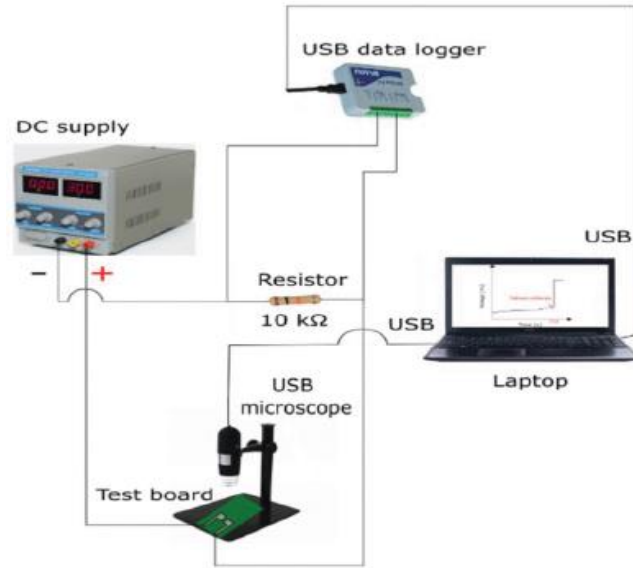 USB data logger
DC supply
USB
− +
Resistor
10 kΩ
USB
Laptop
USB
microscope
Test board